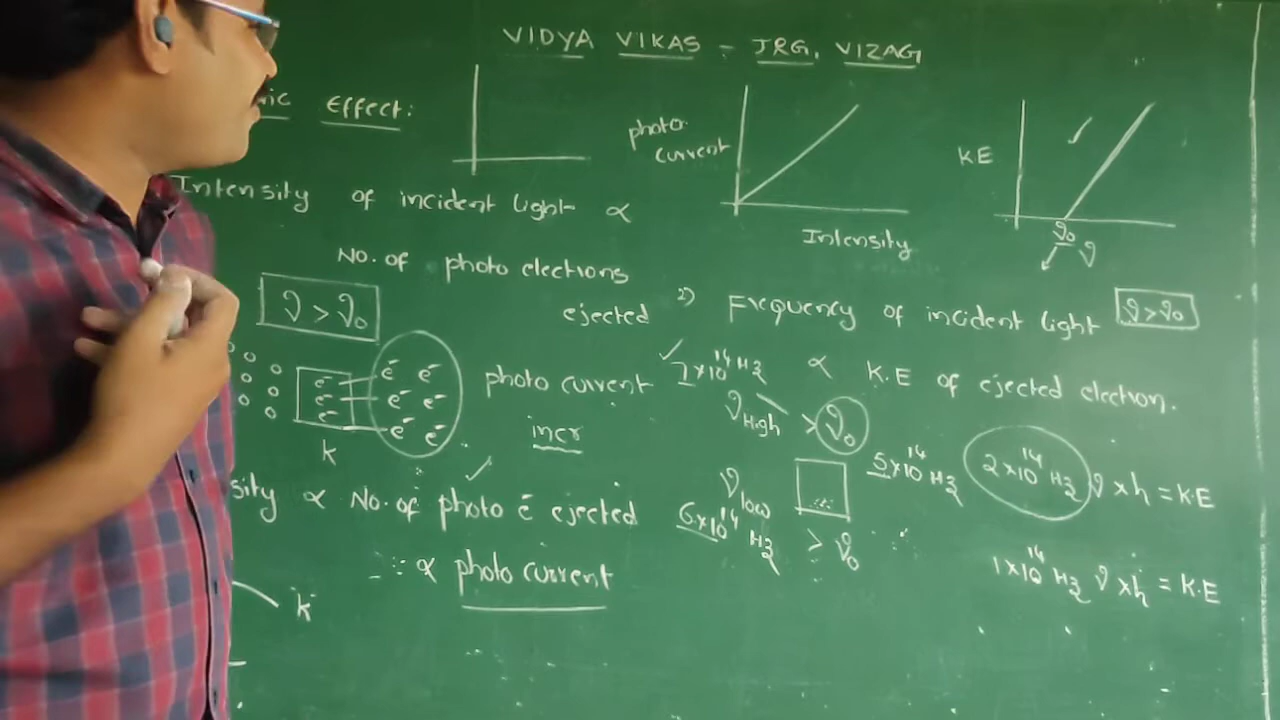 VIDYA VIKAS - JRG, VIZAG
Effect:
Intensity of incident light ∝
No. of photo elections
ejected
ν > ν₀
e⁻ e⁻ e⁻
e⁻ e⁻ e⁻ e⁻ e⁻ e⁻
k
photo current
incr
∝ No. of photo e⁻ ejected
∴ ∝ photo current
k
photo current
Intensity
K.E
ν₀
ν
2) Frequency of incident light ν>ν₀
∝ K.E of ejected election.
7×10¹⁴ Hz
ν High > ν₀
5×10¹⁴ Hz
2×10¹⁴ Hz ν × h = K.E
ν low > ν₀
6×10¹⁴ Hz
1×10¹⁴ Hz ν × h = K.E